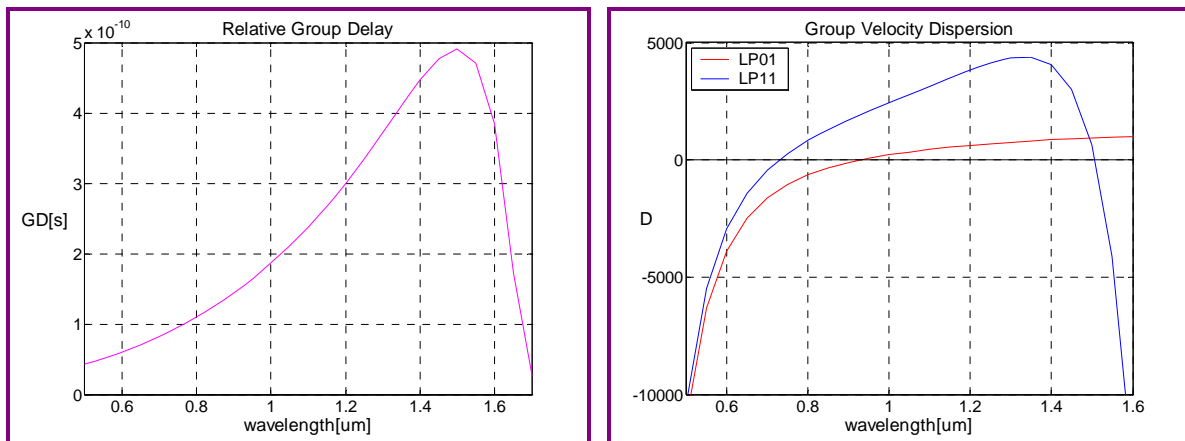 Relative Group Delay
x 10^-10
5
4
3
2
1
0
GD[s]
0.6 0.8 1 1.2 1.4 1.6
wavelength[um]
Group Velocity Dispersion
LP01
LP11
5000
0
-5000
-10000
D
0.6 0.8 1 1.2 1.4 1.6
wavelength[um]